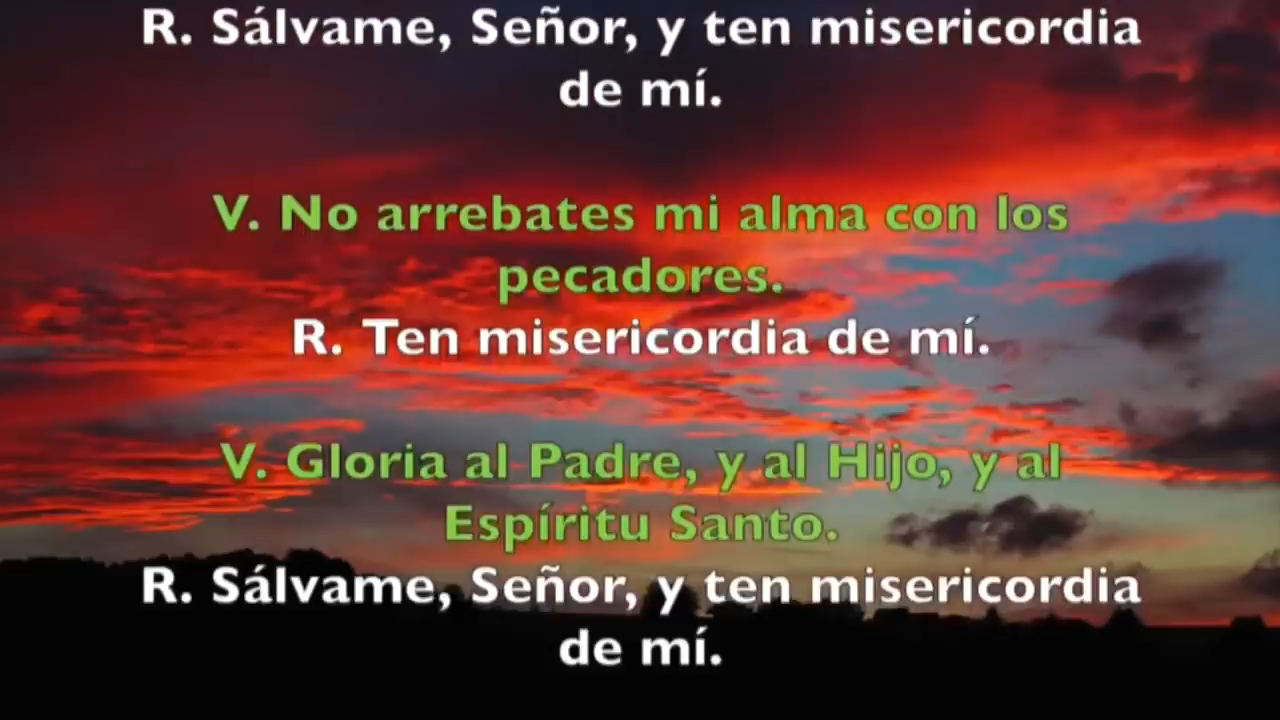 R. Sálvame, Señor, y ten misericordia
de mí.
V. No arrebates mi alma con los
pecadores.
R. Ten misericordia de mí.
V. Gloria al Padre, y al Hijo, y al
Espíritu Santo.
R. Sálvame, Señor, y ten misericordia
de mí.